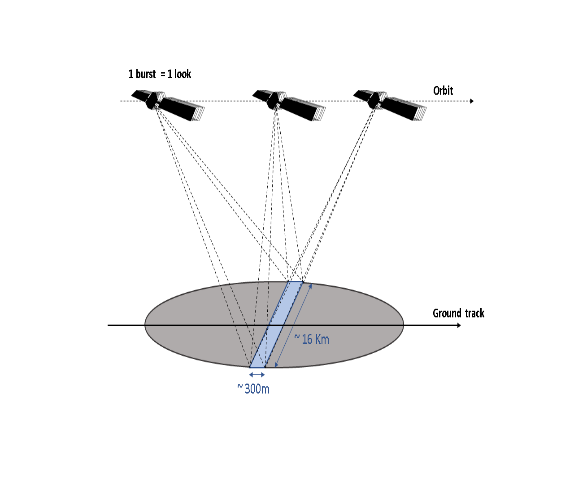 1 burst = 1 look
Orbit
Ground track
~ 16 Km
~ 300m